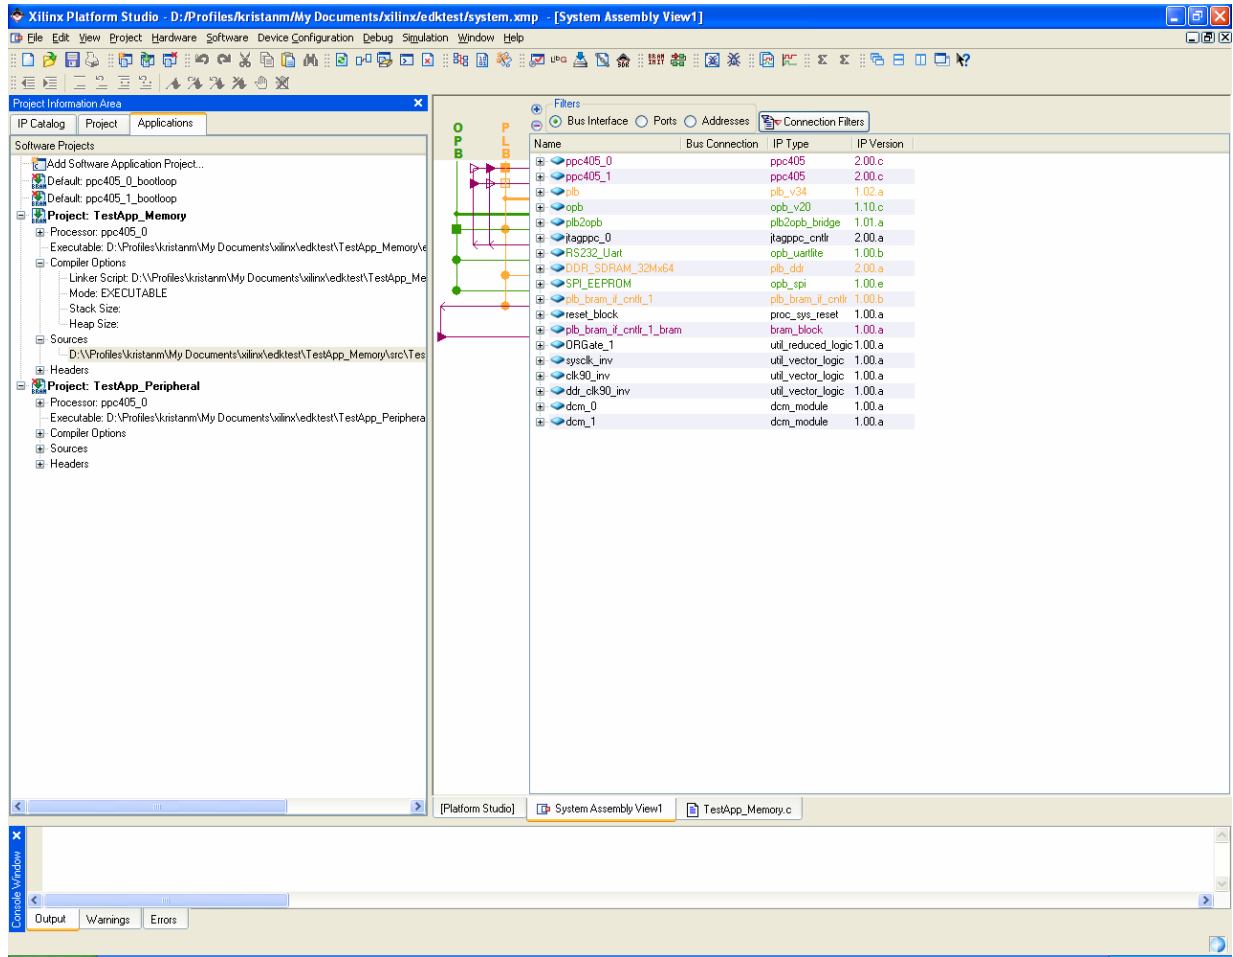 Xilinx Platform Studio - D:/Profiles/kristanm/My Documents/xilinx/edktest/system.xmp - [System Assembly View1]
File Edit View Project Hardware Software Device Configuration Debug Simulation Window Help
Project Information Area
IP Catalog Project Applications
Software Projects
Add Software Application Project...
Default: ppc405_0_bootloop
Default: ppc405_1_bootloop
Project: TestApp_Memory
Processor: ppc405_0
Executable: D:\Profiles\kristanm\My Documents\xilinx\edktest\TestApp_Memory\e
Compiler Options
Linker Script: D:\\Profiles\kristanm\My Documents\xilinx\edktest\TestApp_Me
Mode: EXECUTABLE
Stack Size:
Heap Size:
Sources
D:\\Profiles\kristanm\My Documents\xilinx\edktest\TestApp_Memory\src\Tes
Headers
Project: TestApp_Peripheral
Processor: ppc405_0
Executable: D:\Profiles\kristanm\My Documents\xilinx\edktest\TestApp_Periphera
Compiler Options
Sources
Headers
OPB
PLB
Filters
Bus Interface Ports Addresses Connection Filters
Name Bus Connection IP Type IP Version
ppc405_0 ppc405 2.00.c
ppc405_1 ppc405 2.00.c
plb plb_v34 1.02.a
opb opb_v20 1.10.c
plb2opb plb2opb_bridge 1.01.a
jtagppc_0 jtagppc_cntlr 2.00.a
RS232_Uart opb_uartlite 1.00.b
DDR_SDRAM_32Mx64 plb_ddr 2.00.a
SPI_EEPROM opb_spi 1.00.e
plb_bram_if_cntlr_1 plb_bram_if_cntlr 1.00.b
reset_block proc_sys_reset 1.00.a
plb_bram_if_cntlr_1_bram bram_block 1.00.a
ORGate_1 util_reduced_logic 1.00.a
sysclk_inv util_vector_logic 1.00.a
clk90_inv util_vector_logic 1.00.a
ddr_clk90_inv util_vector_logic 1.00.a
dcm_0 dcm_module 1.00.a
dcm_1 dcm_module 1.00.a
[Platform Studio] System Assembly View1 TestApp_Memory.c
Console Window
Output Warnings Errors